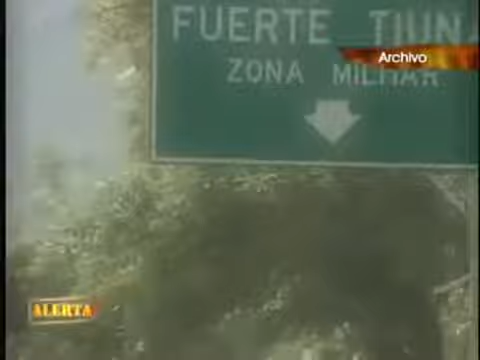 FUERTE TIUNA
Archivo
ZONA MILITAR
ALERTA